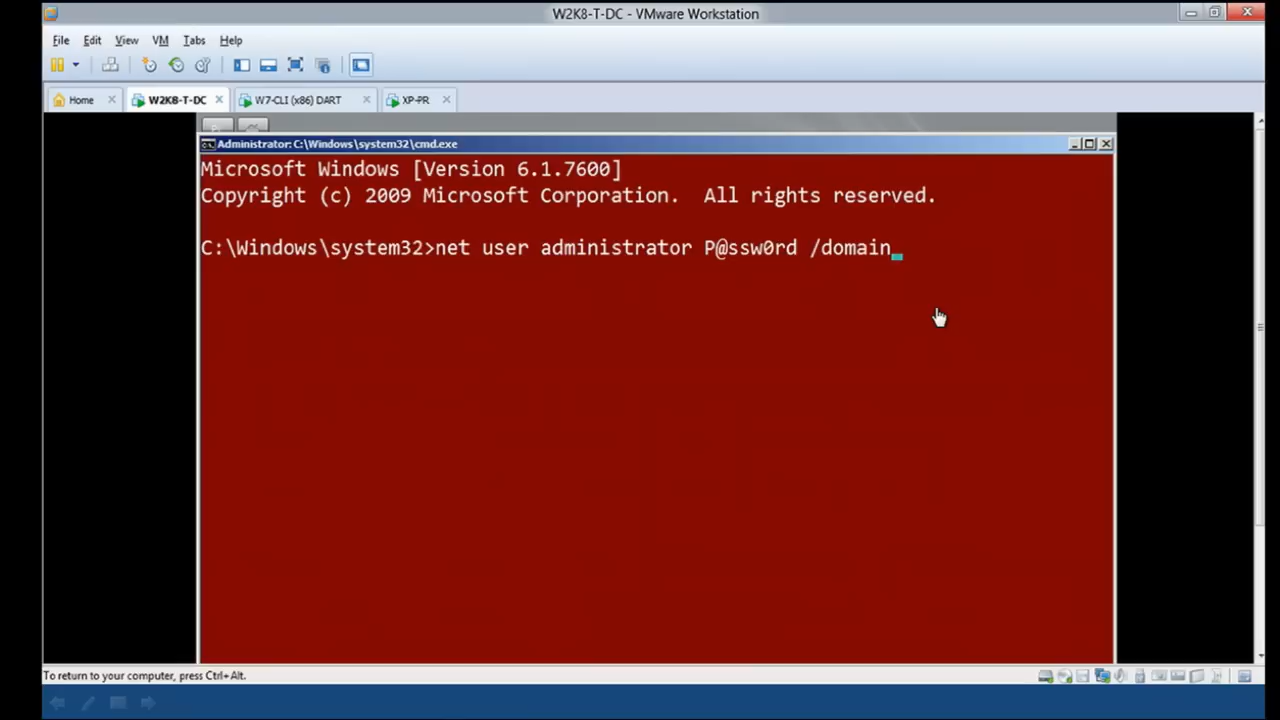 W2K8-T-DC - VMware Workstation
File Edit View VM Tabs Help
Home W2K8-T-DC W7-CLI (x86) DART XP-PR
Administrator: C:\Windows\system32\cmd.exe
Microsoft Windows [Version 6.1.7600]
Copyright (c) 2009 Microsoft Corporation.  All rights reserved.
C:\Windows\system32>net user administrator P@ssw0rd /domain
To return to your computer, press Ctrl+Alt.